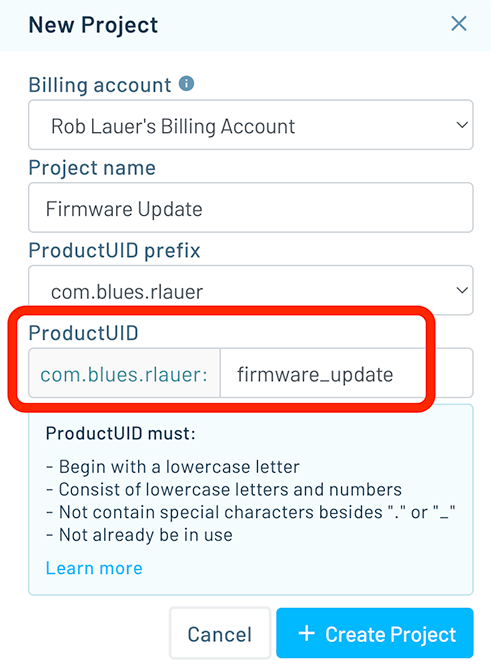 New Project
Billing account
Rob Lauer's Billing Account
Project name
Firmware Update
ProductUID prefix
com.blues.rlauer
ProductUID
com.blues.rlauer: firmware_update
ProductUID must:
- Begin with a lowercase letter
- Consist of lowercase letters and numbers
- Not contain special characters besides "." or "_"
- Not already be in use
Learn more
Cancel + Create Project